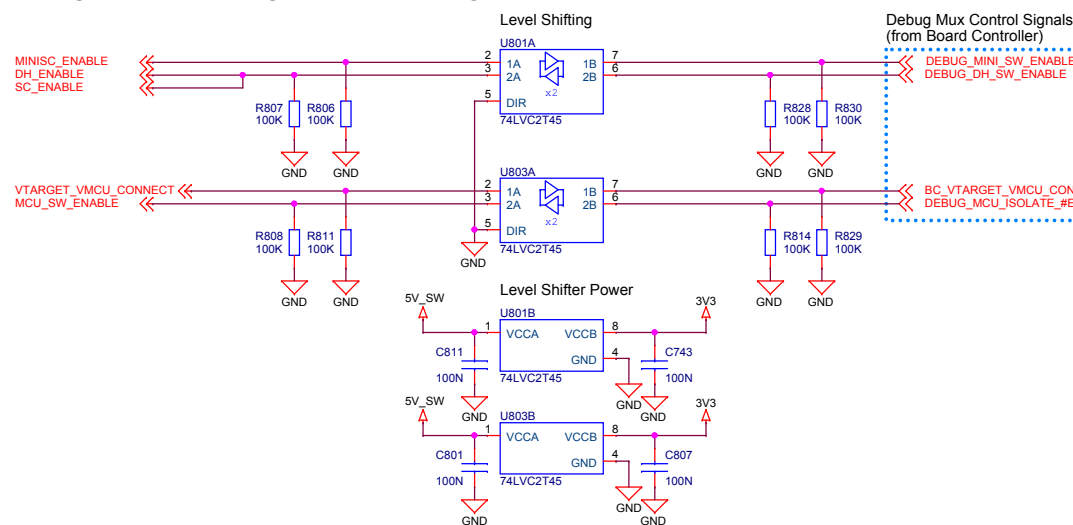 Level Shifting
Debug Mux Control Signals
(from Board Controller)
U801A
MINISC_ENABLE
DH_ENABLE
SC_ENABLE
2 1A 1B 7
3 2A 2B 6
x2
5 DIR
74LVC2T45
DEBUG_MINI_SW_ENABLE
DEBUG_DH_SW_ENABLE
R807 R806
100K 100K
R828 R830
100K 100K
GND GND
GND GND
U803A
VTARGET_VMCU_CONNECT
MCU_SW_ENABLE
2 1A 1B 7
3 2A 2B 6
x2
5 DIR
74LVC2T45
BC_VTARGET_VMCU_CON
DEBUG_MCU_ISOLATE_#E
R808 R811
100K 100K
GND
R814 R829
100K 100K
GND GND
GND GND
Level Shifter Power
5V_SW
U801B
3V3
1 VCCA VCCB 8
GND 4
C811
100N
74LVC2T45
C743
100N
GND
GND
GND
5V_SW
U803B
3V3
1 VCCA VCCB 8
GND 4
C801
100N
74LVC2T45
C807
100N
GND
GND
GND